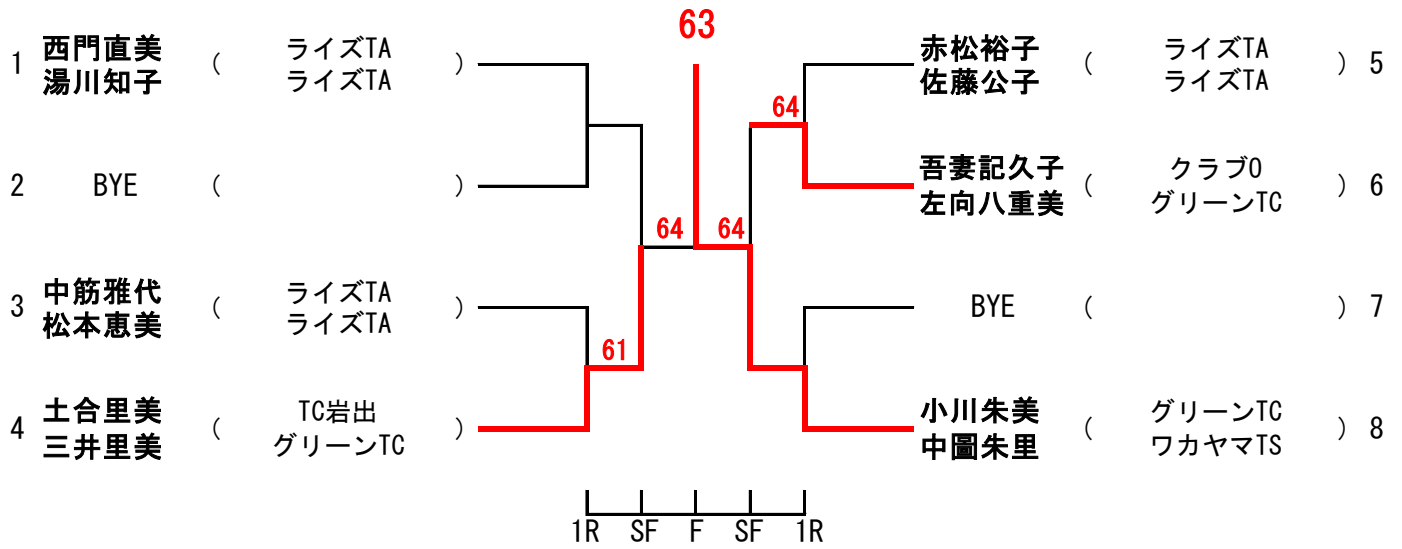 63
1 西門直美 湯川知子 ( ライズTA ライズTA )
2 BYE ( )
3 中筋雅代 松本恵美 ( ライズTA ライズTA )
4 土合里美 三井里美 ( TC岩出 グリーンTC )
64
64
61
64
赤松裕子 佐藤公子 ( ライズTA ライズTA ) 5
吾妻記久子 左向八重美 ( クラブO グリーンTC ) 6
BYE ( ) 7
小川朱美 中圖朱里 ( グリーンTC ワカヤマTS ) 8
1R SF F SF 1R